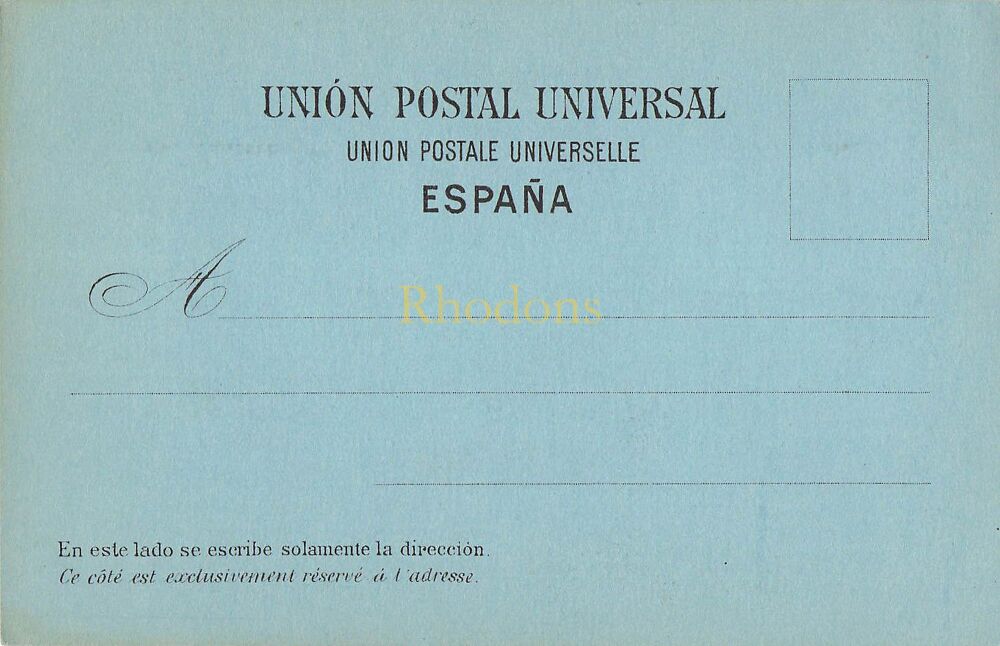 UNIÓN POSTAL UNIVERSAL
UNION POSTALE UNIVERSELLE
ESPAÑA
A
Rhodons
En este lado se escribe solamente la dirección.
Ce côté est exclusivement réservé á l'adresse.